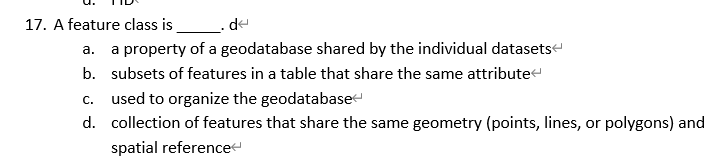 17. A feature class is _____. d↵
a. a property of a geodatabase shared by the individual datasets↵
b. subsets of features in a table that share the same attribute↵
c. used to organize the geodatabase↵
d. collection of features that share the same geometry (points, lines, or polygons) and
spatial reference↵